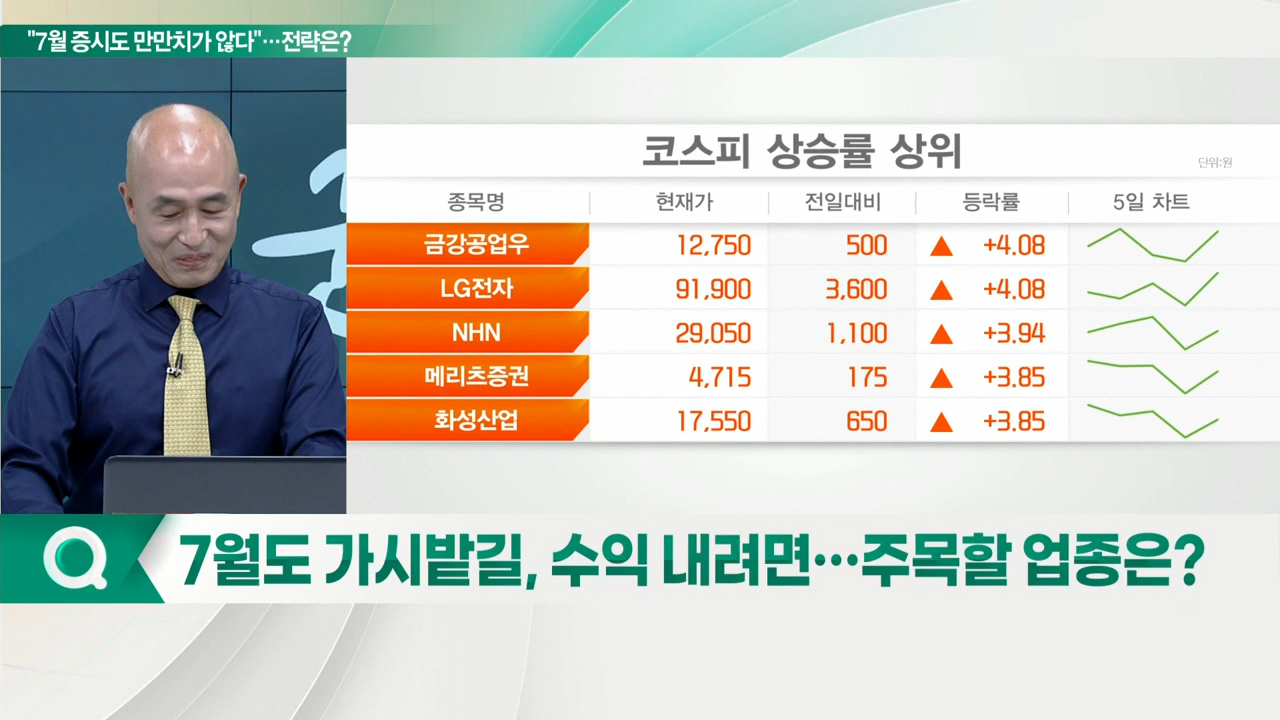 "7월 증시도 만만치가 않다"…전략은?
코스피 상승률 상위
단위:원
종목명 현재가 전일대비 등락률 5일 차트
금강공업우 12,750 500 ▲ +4.08
LG전자 91,900 3,600 ▲ +4.08
NHN 29,050 1,100 ▲ +3.94
메리츠증권 4,715 175 ▲ +3.85
화성산업 17,550 650 ▲ +3.85
7월도 가시밭길, 수익 내려면…주목할 업종은?